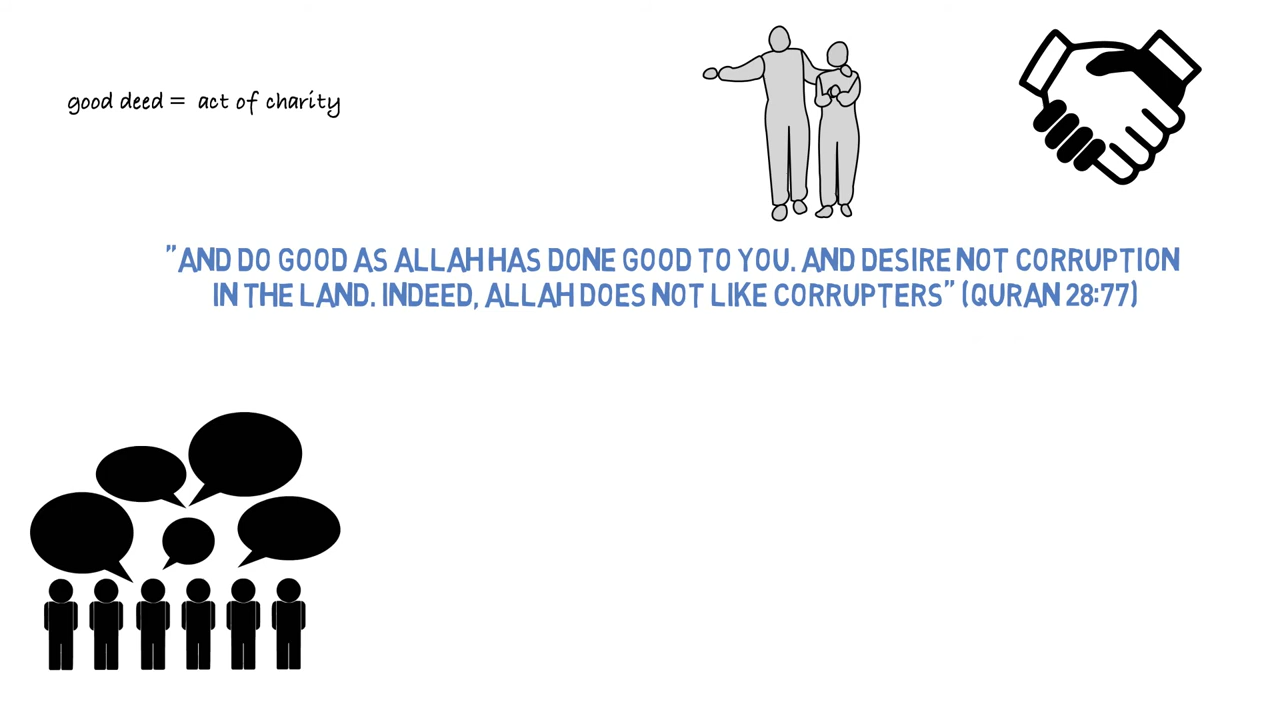 good deed = act of charity
"AND DO GOOD AS ALLAH HAS DONE GOOD TO YOU. AND DESIRE NOT CORRUPTION
IN THE LAND. INDEED, ALLAH DOES NOT LIKE CORRUPTERS" (QURAN 28:77)